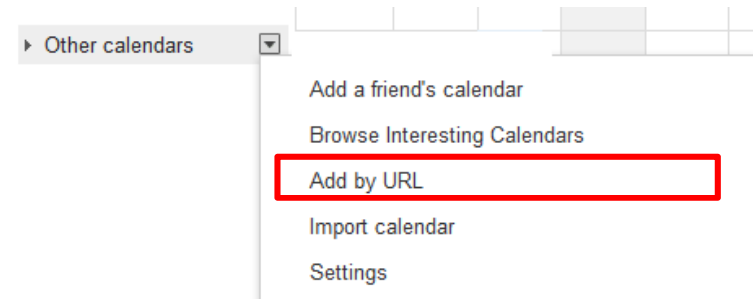 Other calendars
Add a friend's calendar
Browse Interesting Calendars
Add by URL
Import calendar
Settings